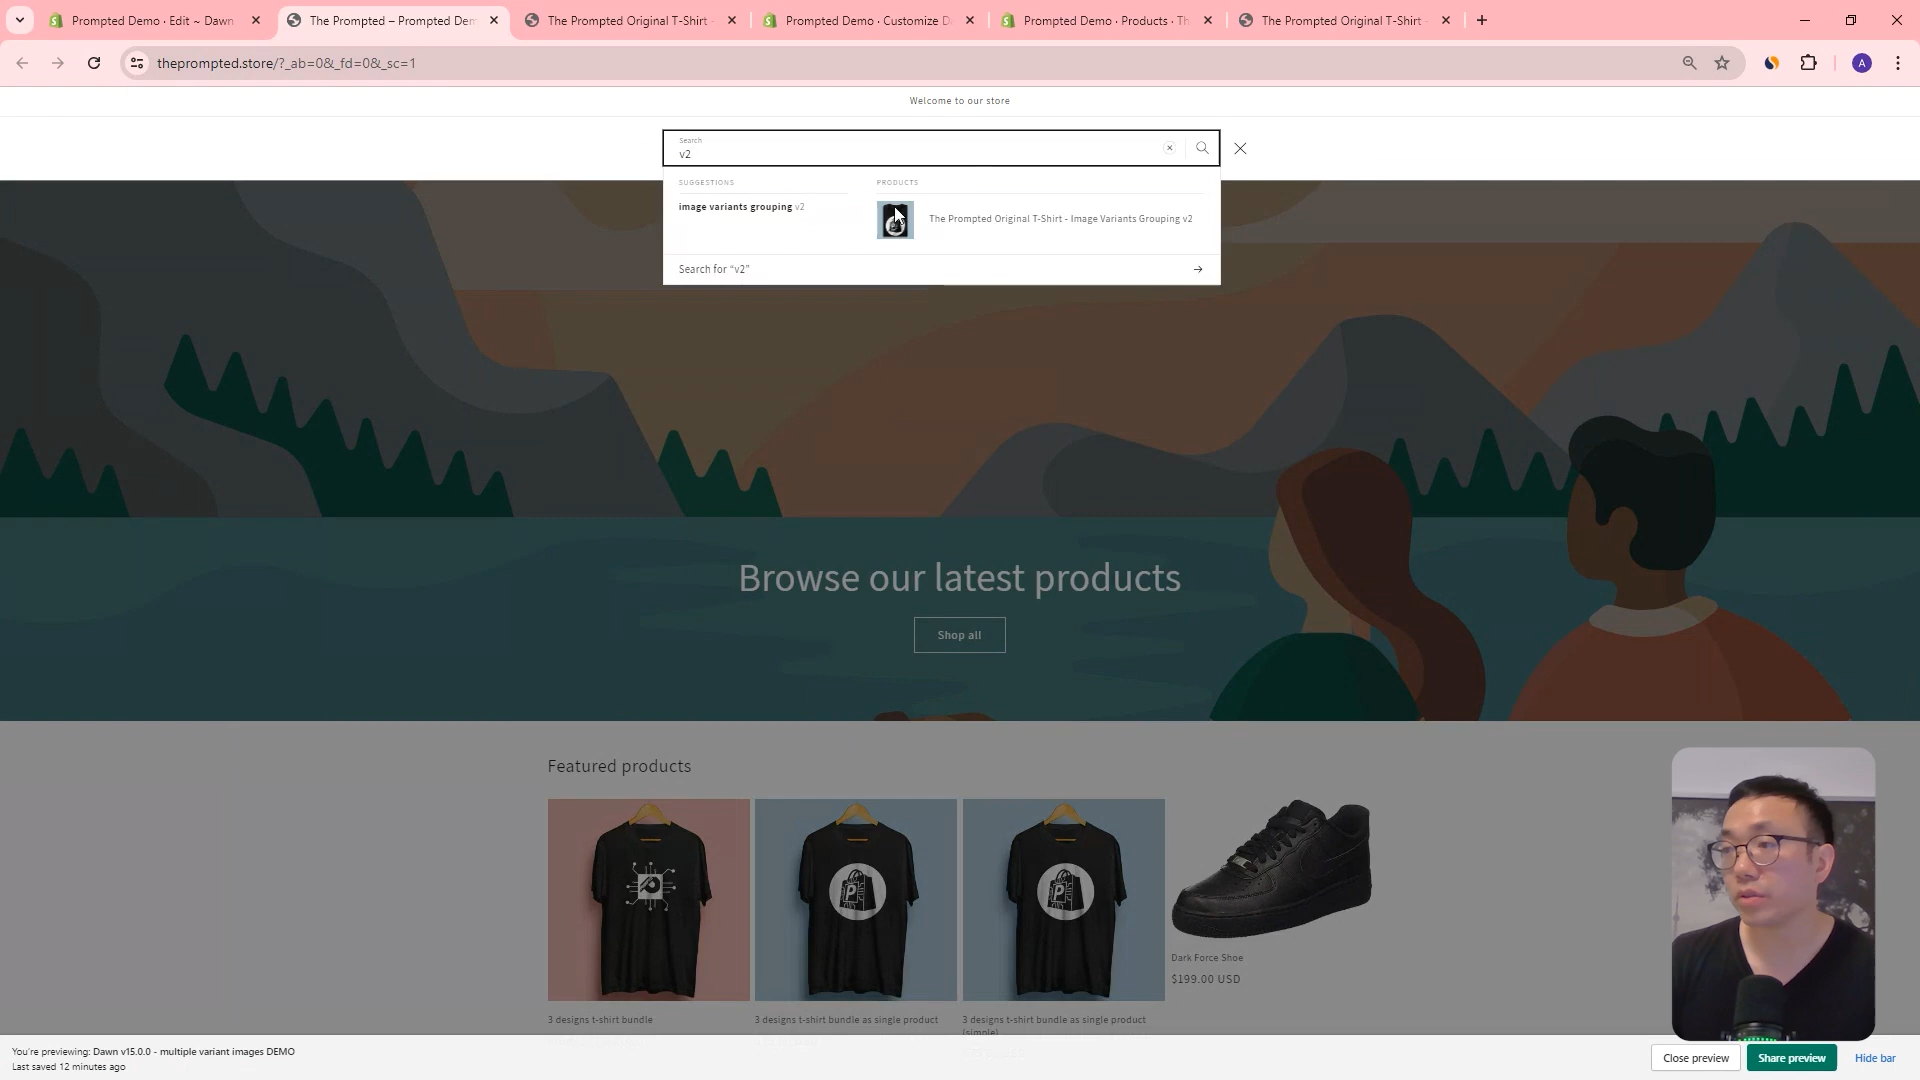 Prompted Demo · Edit ~ Dawn
The Prompted – Prompted Dem
The Prompted Original T-Shirt -
Prompted Demo · Customize D
Prompted Demo · Products · Th
The Prompted Original T-Shirt -
theprompted.store/?_ab=0&_fd=0&_sc=1
A
Welcome to our store
Search
v2
SUGGESTIONS
PRODUCTS
image variants grouping v2
The Prompted Original T-Shirt - Image Variants Grouping v2
Search for “v2”
Browse our latest products
Shop all
Featured products
P
P
Dark Force Shoe
$199.00 USD
3 designs t-shirt bundle
3 designs t-shirt bundle as single product
3 designs t-shirt bundle as single product
(simple)
You’re previewing: Dawn v15.0.0 - multiple variant images DEMO
Last saved 12 minutes ago
Close preview
Share preview
Hide bar